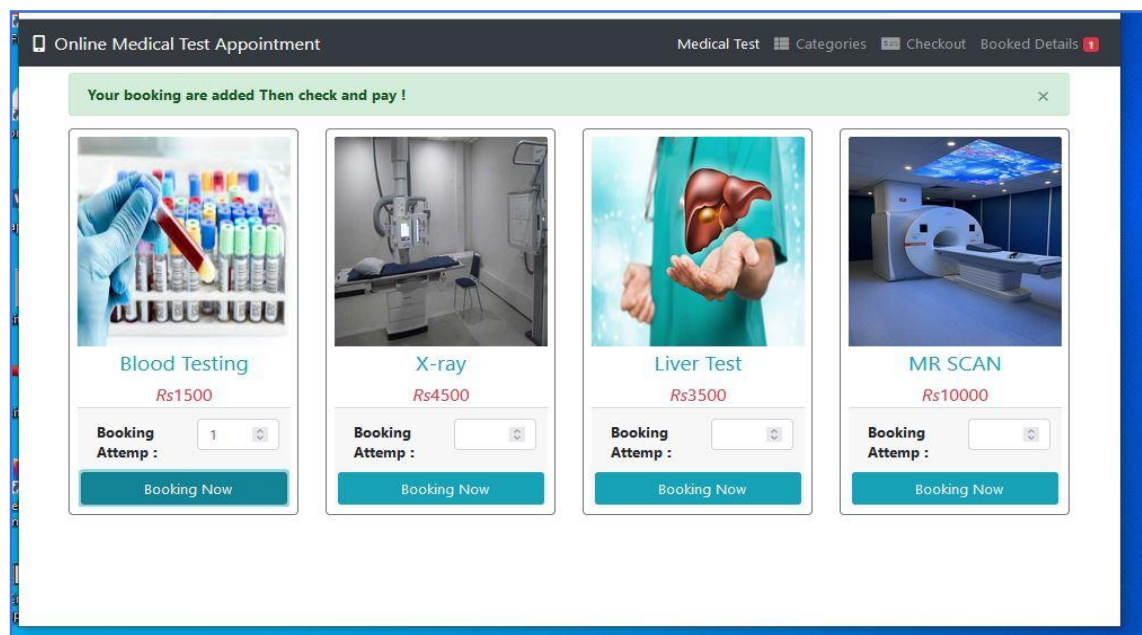 Online Medical Test Appointment
Medical Test Categories Checkout Booked Details 1
Your booking are added Then check and pay ! ×
Blood Testing
Rs1500
Booking
Attemp :
1
Booking Now
X-ray
Rs4500
Booking
Attemp :
Booking Now
Liver Test
Rs3500
Booking
Attemp :
Booking Now
MR SCAN
Rs10000
Booking
Attemp :
Booking Now